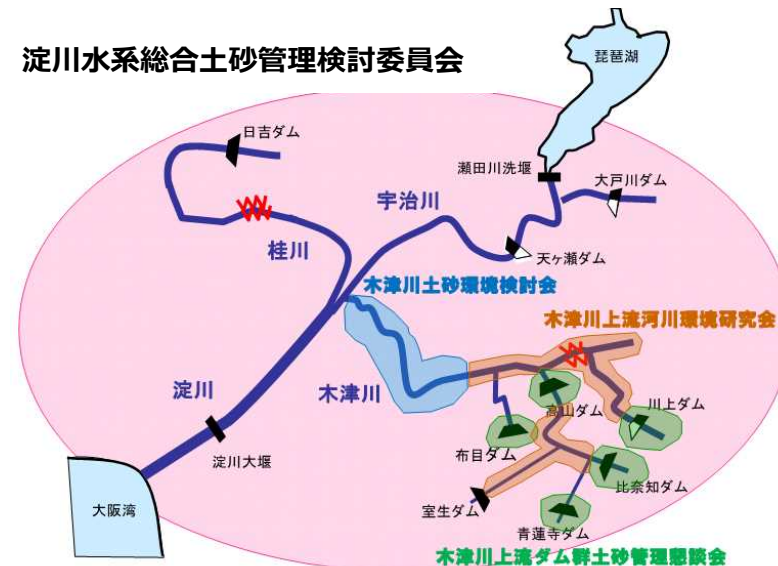 淀川水系総合土砂管理検討委員会
琵琶湖
日吉ダム
瀬田川洗堰
大戸川ダム
宇治川
桂川
天ヶ瀬ダム
木津川土砂環境検討会
木津川上流河川環境研究会
淀川
木津川
高山ダム
川上ダム
淀川大堰
布目ダム
比奈知ダム
大阪湾
室生ダム
青蓮寺ダム
木津川上流ダム群土砂管理懇談会